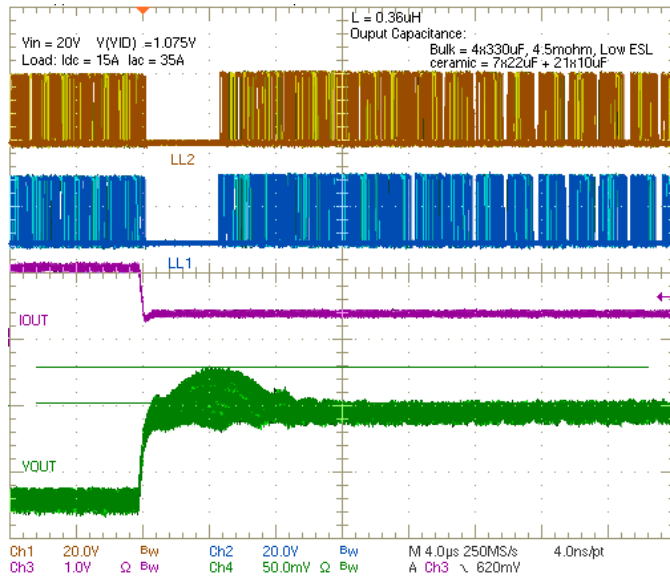 L = 0.36uH
Vin = 20V V(VID) .=1.075V
Ouput Capacitance:
Load: Idc = 15A Iac = 35A
Bulk = 4x330uF, 4.5mohm, Low ESL
ceramic = 7x22uF + 21x10uF
LL2
LL1
IOUT
VOUT
Ch1 20.0V Bw Ch2 20.0V Bw M 4.0µs 250MS/s 4.0ns/pt
Ch3 1.0V Ω Bw Ch4 50.0mV Ω Bw A Ch3 ∖ 620mV